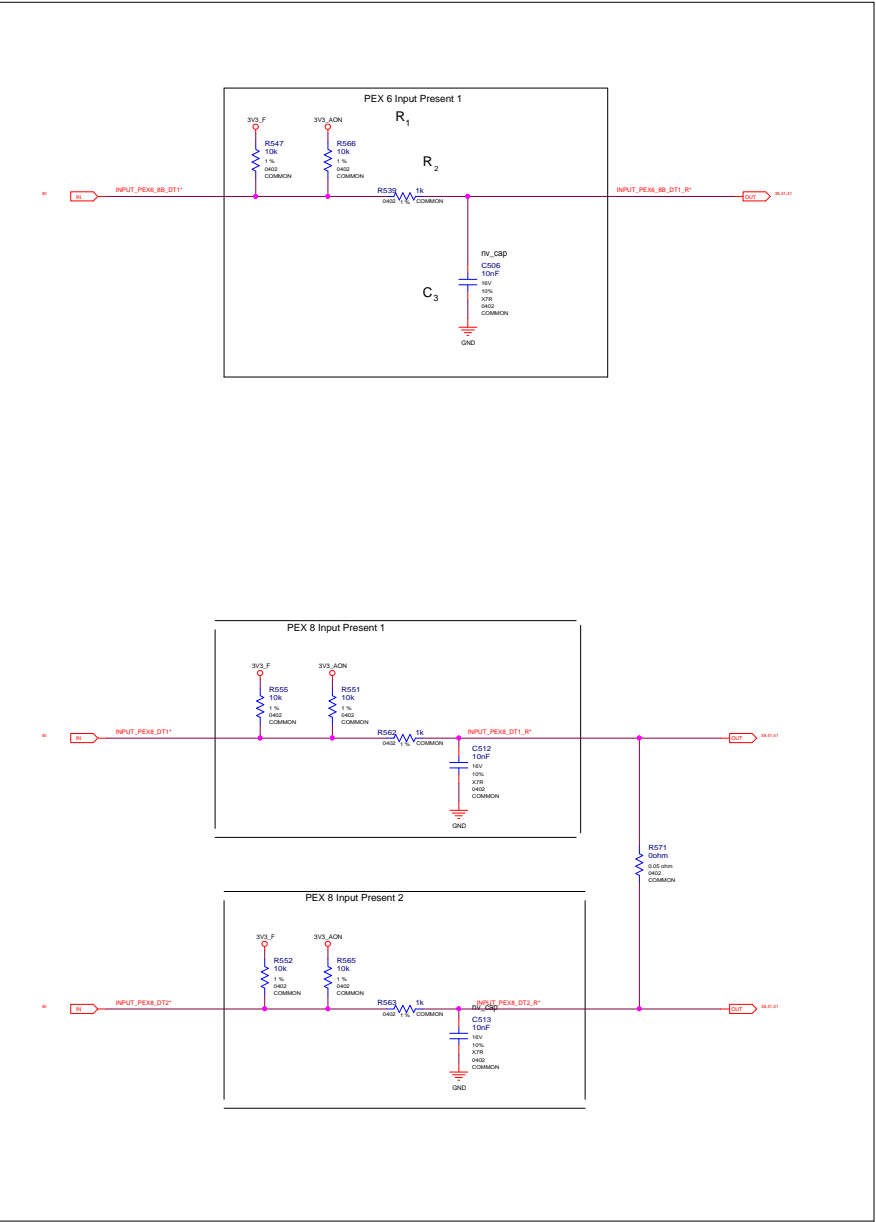 PEX 6 Input Present 1
3V3_F
3V3_AON
R1
R547
10k
1 %
0402
COMMON
R566
10k
1 %
0402
COMMON
R2
INPUT_PEX6_8B_DT1*
IN
R539
1k
0402
1 %
COMMON
INPUT_PEX6_8B_DT1_R*
OUT
nv_cap
C506
10nF
16V
10%
X7R
0402
COMMON
C3
GND
PEX 8 Input Present 1
3V3_F
3V3_AON
R555
10k
1 %
0402
COMMON
R551
10k
1 %
0402
COMMON
INPUT_PEX8_DT1*
IN
R562
1k
0402
1 %
COMMON
INPUT_PEX8_DT1_R*
OUT
C512
10nF
16V
10%
X7R
0402
COMMON
GND
R571
0ohm
0.05 ohm
0402
COMMON
PEX 8 Input Present 2
3V3_F
3V3_AON
R552
10k
1 %
0402
COMMON
R565
10k
1 %
0402
COMMON
INPUT_PEX8_DT2*
IN
R563
1k
0402
1 %
COMMON
INPUT_PEX8_DT2_R*
OUT
nv_cap
C513
10nF
16V
10%
X7R
0402
COMMON
GND